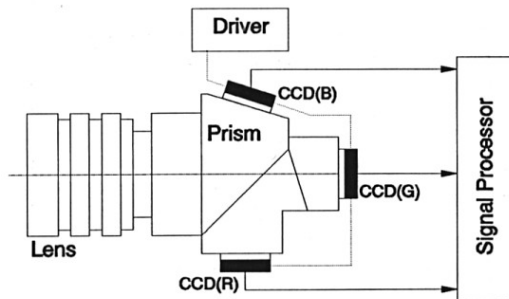 Driver
CCD(B)
Prism
CCD(G)
Signal Processor
Lens
CCD(R)